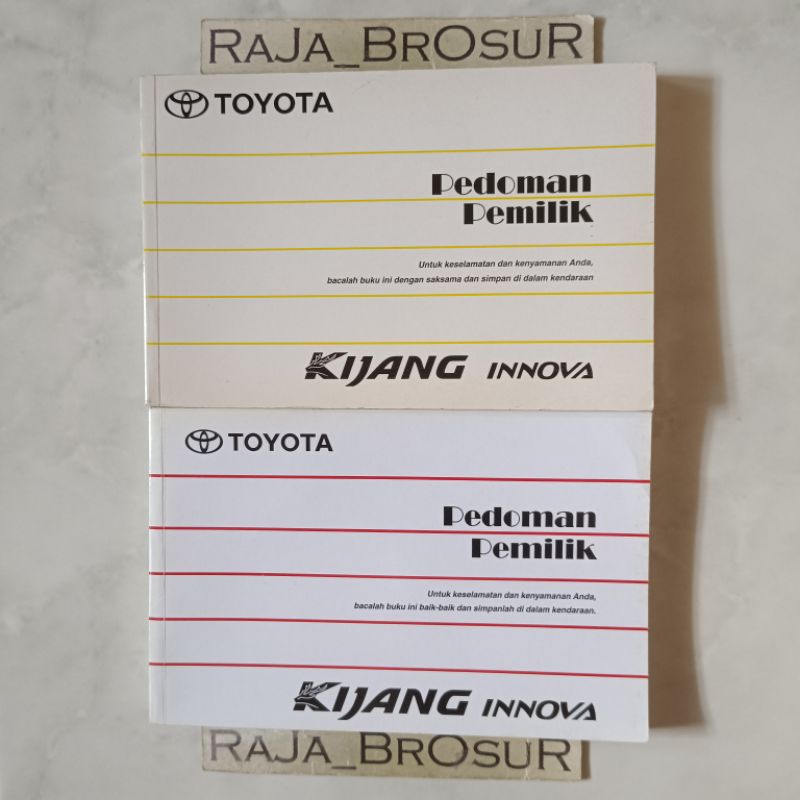 RAJA_BROSUR
TOYOTA
Pedoman
Pemilik
Untuk keselamatan dan kenyamanan Anda,
bacalah buku ini dengan saksama dan simpan di dalam kendaraan
KIJANG INNOVA
TOYOTA
Pedoman
Pemilik
Untuk keselamatan dan kenyamanan Anda,
bacalah buku ini baik-baik dan simpanlah di dalam kendaraan.
KIJANG INNOVA
RAJA_BROSUR